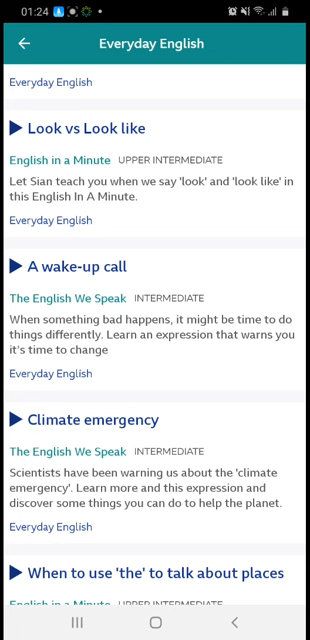 01:24
Everyday English
Everyday English
Look vs Look like
English in a Minute UPPER INTERMEDIATE
Let Sian teach you when we say 'look' and 'look like' in
this English In A Minute.
Everyday English
A wake-up call
The English We Speak INTERMEDIATE
When something bad happens, it might be time to do
things differently. Learn an expression that warns you
it's time to change
Everyday English
Climate emergency
The English We Speak INTERMEDIATE
Scientists have been warning us about the 'climate
emergency'. Learn more and this expression and
discover some things you can do to help the planet.
Everyday English
When to use 'the' to talk about places
English in a Minute UPPER INTERMEDIATE